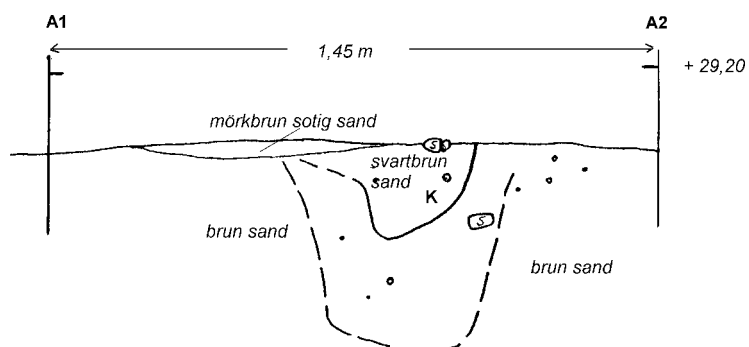 A1
A2
1,45 m
+ 29,20
mörkbrun sotig sand
S
svartbrun
sand
K
S
brun sand
brun sand